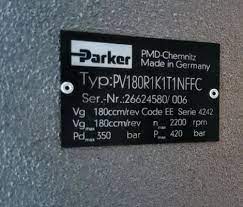 Parker
PMD-Chemnitz
Made in Germany
Typ:PV180R1K1T1NFFC
Ser.-Nr.:26624580/ 006
Vg 180ccm/rev Code EE Serie 4242
Vg max 180ccm/rev n max 2200 rpm
Pd max 350 bar P max 420 bar